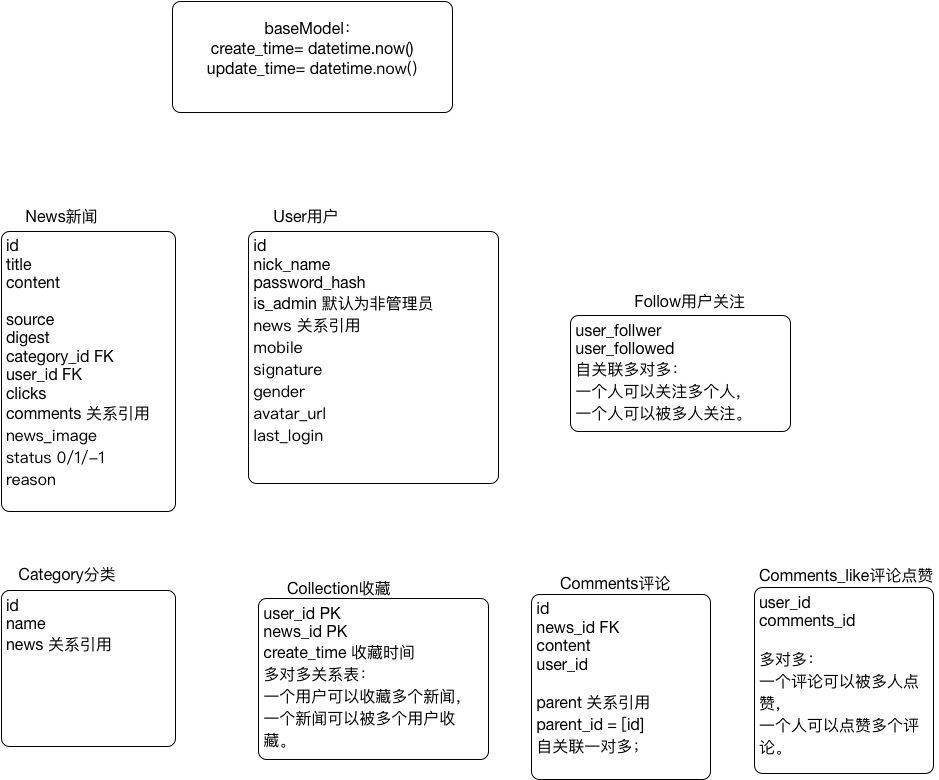 baseModel：
create_time= datetime.now()
update_time= datetime.now()
News新闻
id
title
content
source
digest
category_id FK
user_id FK
clicks
comments 关系引用
news_image
status 0/1/-1
reason
User用户
id
nick_name
password_hash
is_admin 默认为非管理员
news 关系引用
mobile
signature
gender
avatar_url
last_login
Follow用户关注
user_follwer
user_followed
自关联多对多：
一个人可以关注多个人，
一个人可以被多人关注。
Category分类
id
name
news 关系引用
Collection收藏
user_id PK
news_id PK
create_time 收藏时间
多对多关系表：
一个用户可以收藏多个新闻，
一个新闻可以被多个用户收
藏。
Comments评论
id
news_id FK
content
user_id
parent 关系引用
parent_id = [id]
自关联一对多；
Comments_like评论点赞
user_id
comments_id
多对多：
一个评论可以被多人点
赞，
一个人可以点赞多个评
论。